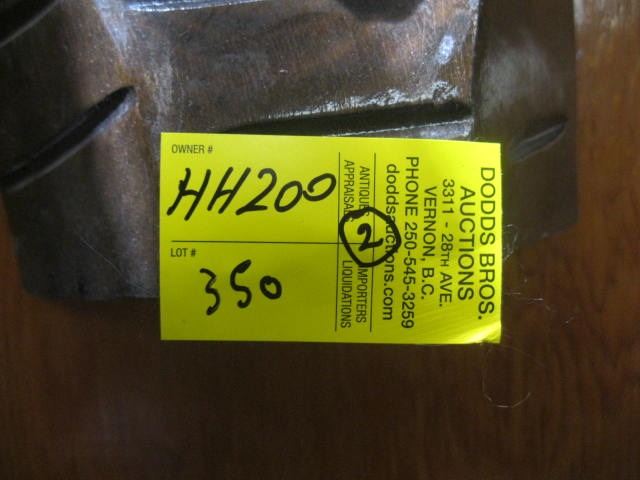 OWNER #
HH200
LOT #
350
2
DODDS BROS.
AUCTIONS
3311 - 28TH AVE.
VERNON, B.C.
PHONE 250-545-3259
doddsauctions.com
ANTIQUES IMPORTERS
APPRAISALS LIQUIDATIONS